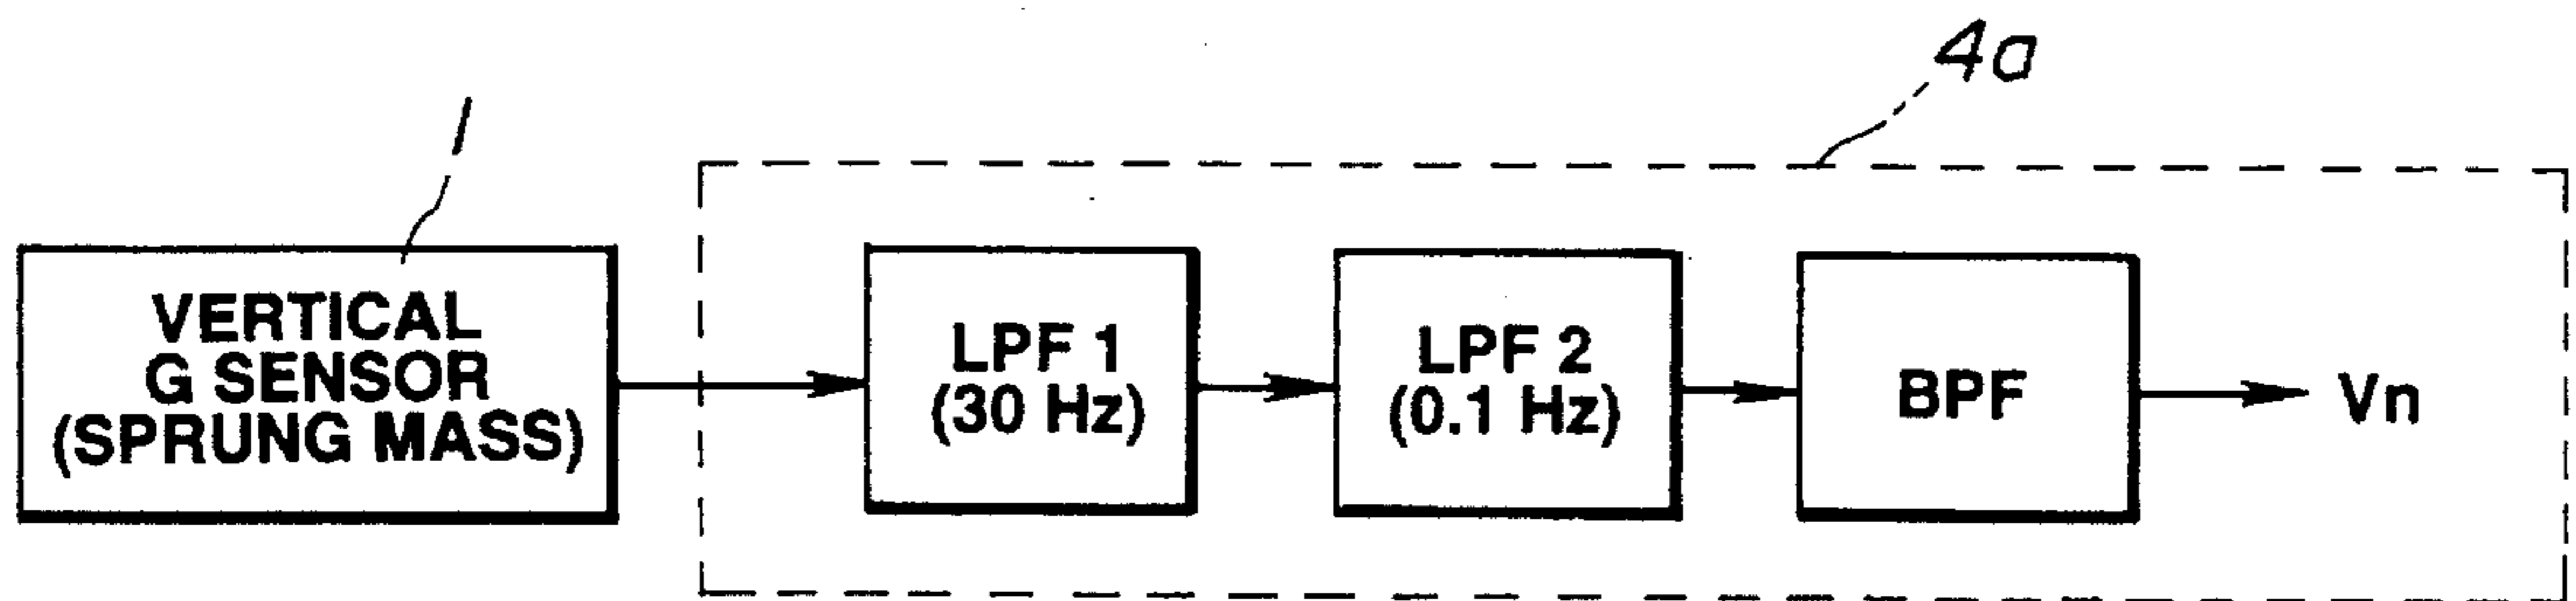 4a
1
VERTICAL
G SENSOR
(SPRUNG MASS)
LPF 1
(30 Hz)
LPF 2
(0.1 Hz)
BPF
Vn